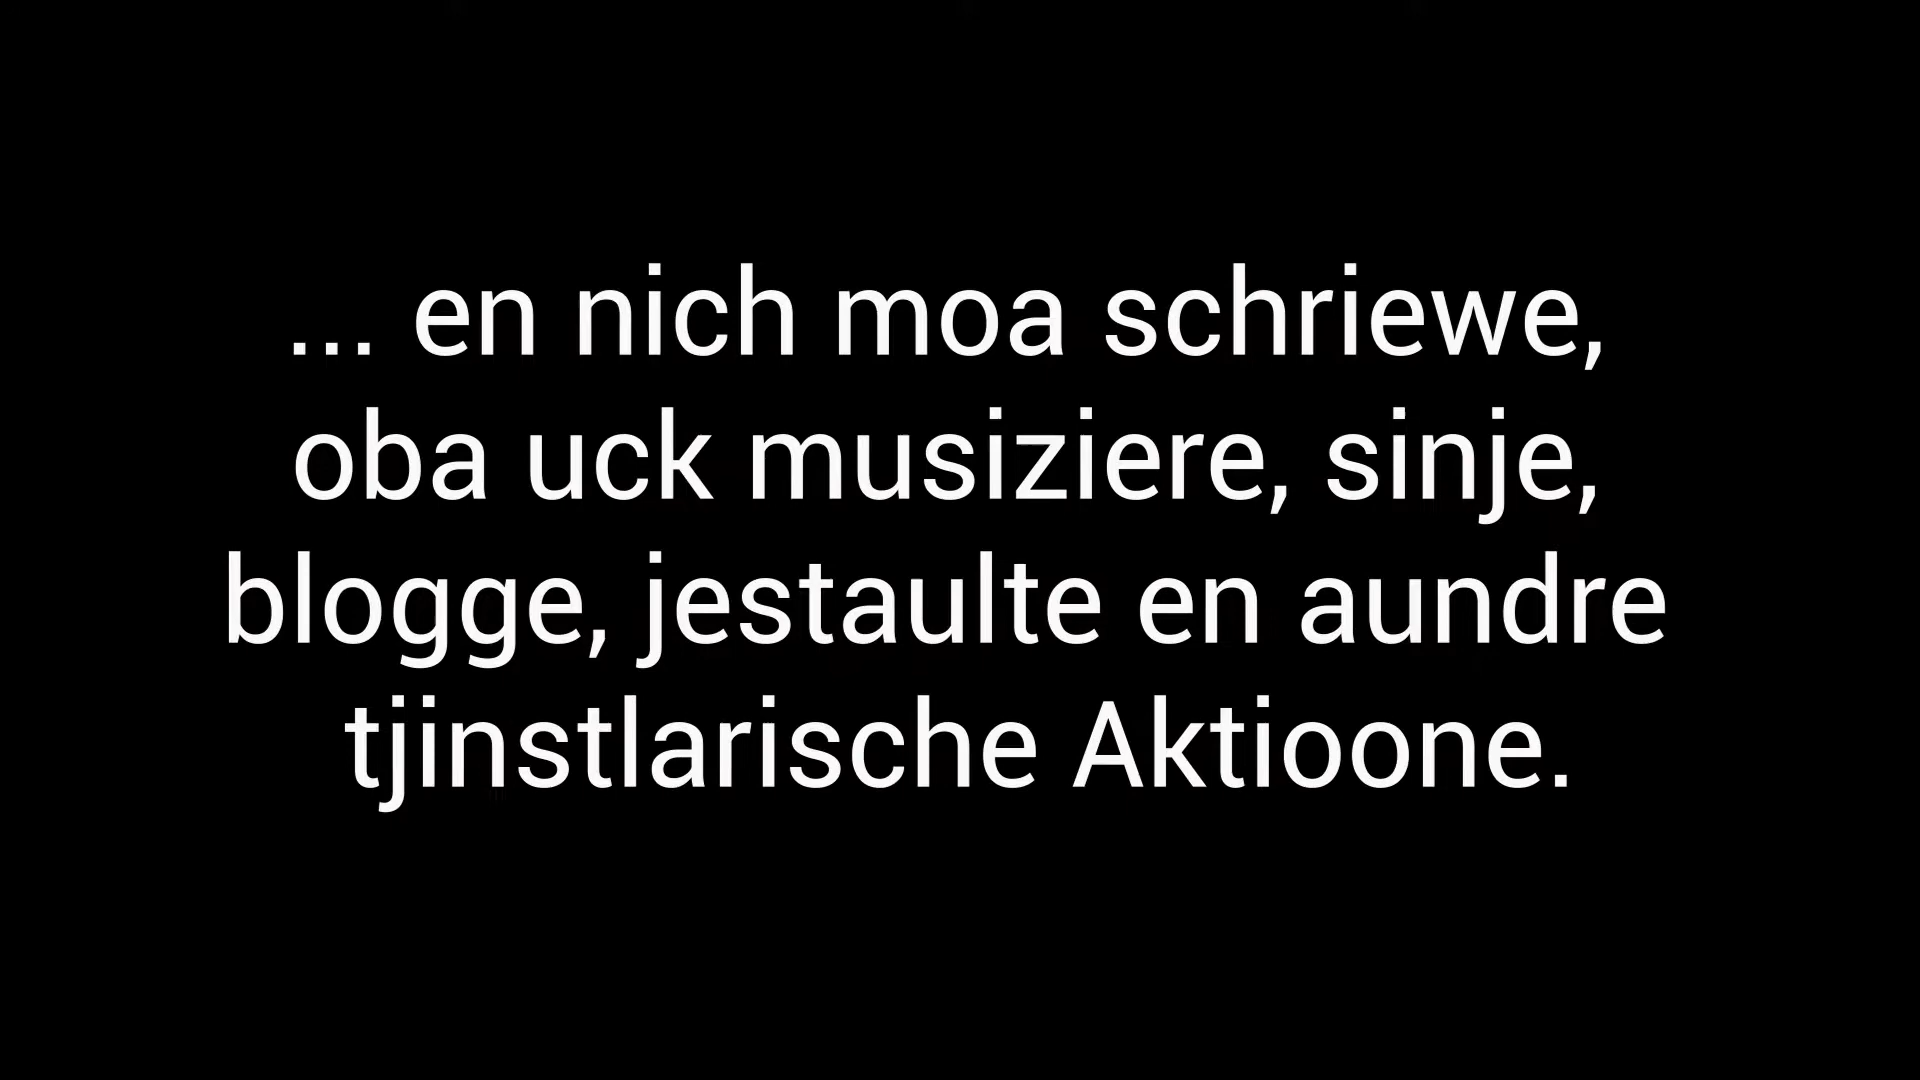 ... en nich moa schriewe,
oba uck musiziere, sinje,
blogge, jestaulte en aundre
tjinstlarische Aktioone.